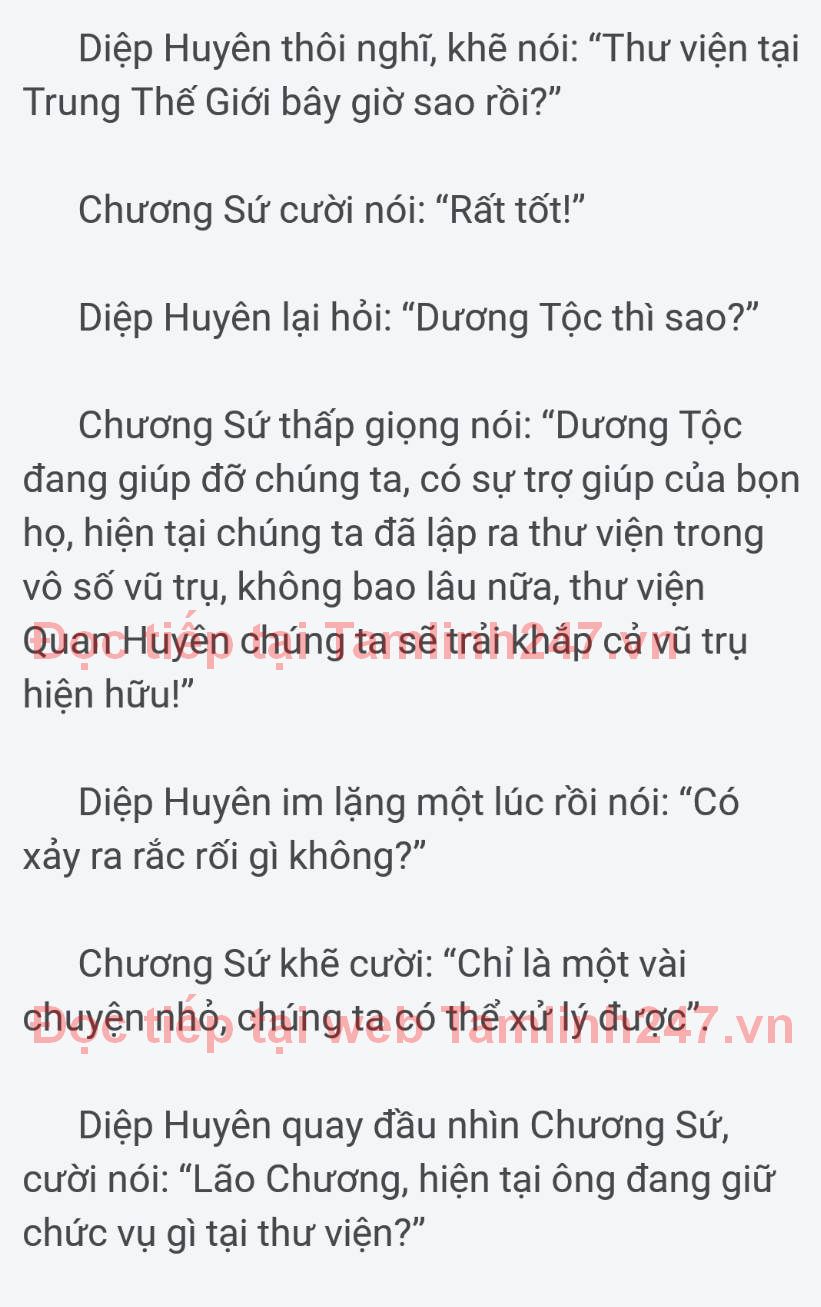 Diệp Huyên thôi nghĩ, khẽ nói: “Thư viện tại
Trung Thế Giới bây giờ sao rồi?”
Chương Sứ cười nói: “Rất tốt!”
Diệp Huyên lại hỏi: “Dương Tộc thì sao?”
Chương Sứ thấp giọng nói: “Dương Tộc
đang giúp đỡ chúng ta, có sự trợ giúp của bọn
họ, hiện tại chúng ta đã lập ra thư viện trong
vô số vũ trụ, không bao lâu nữa, thư viện
Quan Huyên chúng ta sẽ trải khắp cả vũ trụ
Đọc tiếp tại Tamlinh247.vn
hiện hữu!”
Diệp Huyên im lặng một lúc rồi nói: “Có
xảy ra rắc rối gì không?”
Chương Sứ khẽ cười: “Chỉ là một vài
chuyện nhỏ, chúng ta có thể xử lý được”.
Đọc tiếp tại web Tamlinh247.vn
Diệp Huyên quay đầu nhìn Chương Sứ,
cười nói: “Lão Chương, hiện tại ông đang giữ
chức vụ gì tại thư viện?”